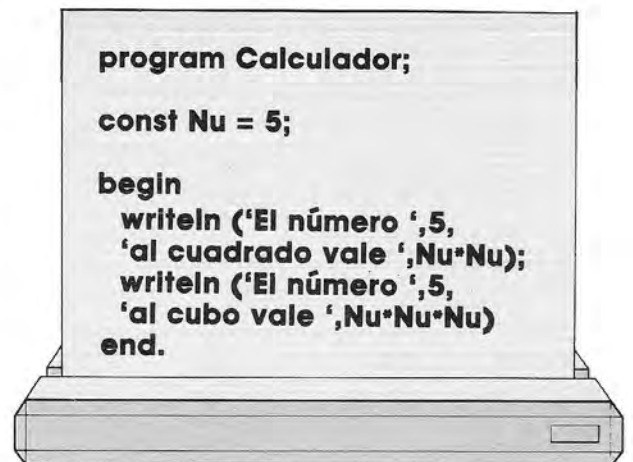 program Calculador;
const Nu = 5;
begin
writeln (‘El número ‘,5,
‘al cuadrado vale ‘,Nu*Nu);
writeln (‘El número ‘,5,
‘al cubo vale ‘,Nu*Nu*Nu)
end.